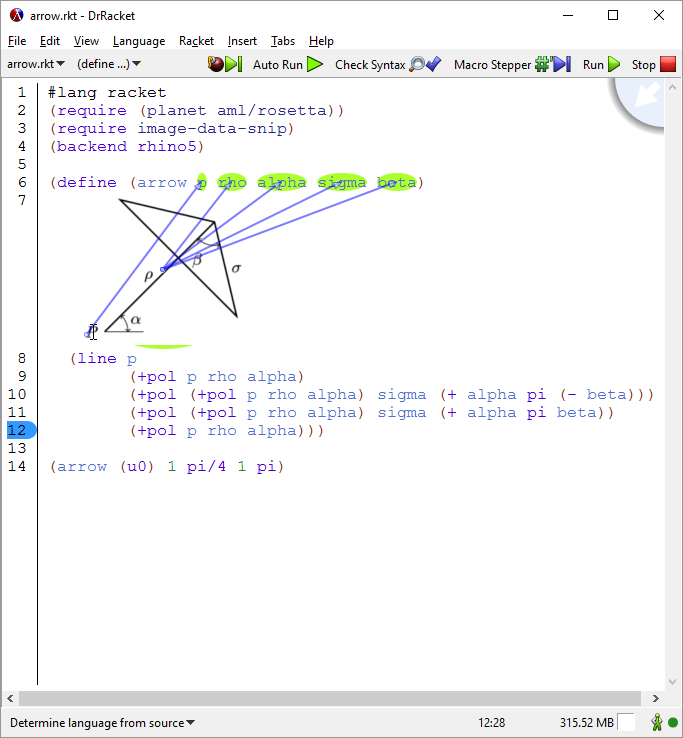 arrow.rkt - DrRacket
File Edit View Language Racket Insert Tabs Help
arrow.rkt (define ...) Auto Run Check Syntax Macro Stepper Run Stop
1 #lang racket
2 (require (planet aml/rosetta))
3 (require image-data-snip)
4 (backend rhino5)
5
6 (define (arrow p rho alpha sigma beta)
7
β
ρ σ
α
P
8 (line p
9 (+pol p rho alpha)
10 (+pol (+pol p rho alpha) sigma (+ alpha pi (- beta)))
11 (+pol (+pol p rho alpha) sigma (+ alpha pi beta))
12 (+pol p rho alpha)))
13
14 (arrow (u0) 1 pi/4 1 pi)
Determine language from source 12:28 315.52 MB